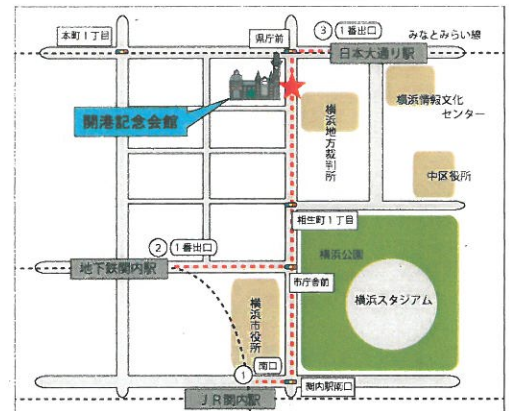 本町1丁目
県庁前
③ 1番出口
みなとみらい線
日本大通り駅
開港記念会館
横浜地方裁判所
横浜情報文化
センター
中区役所
相生町1丁目
② 1番出口
地下鉄関内駅
横浜公園
市庁舎前
横浜スタジアム
横浜市役所
南口
①
関内駅南口
JR関内駅